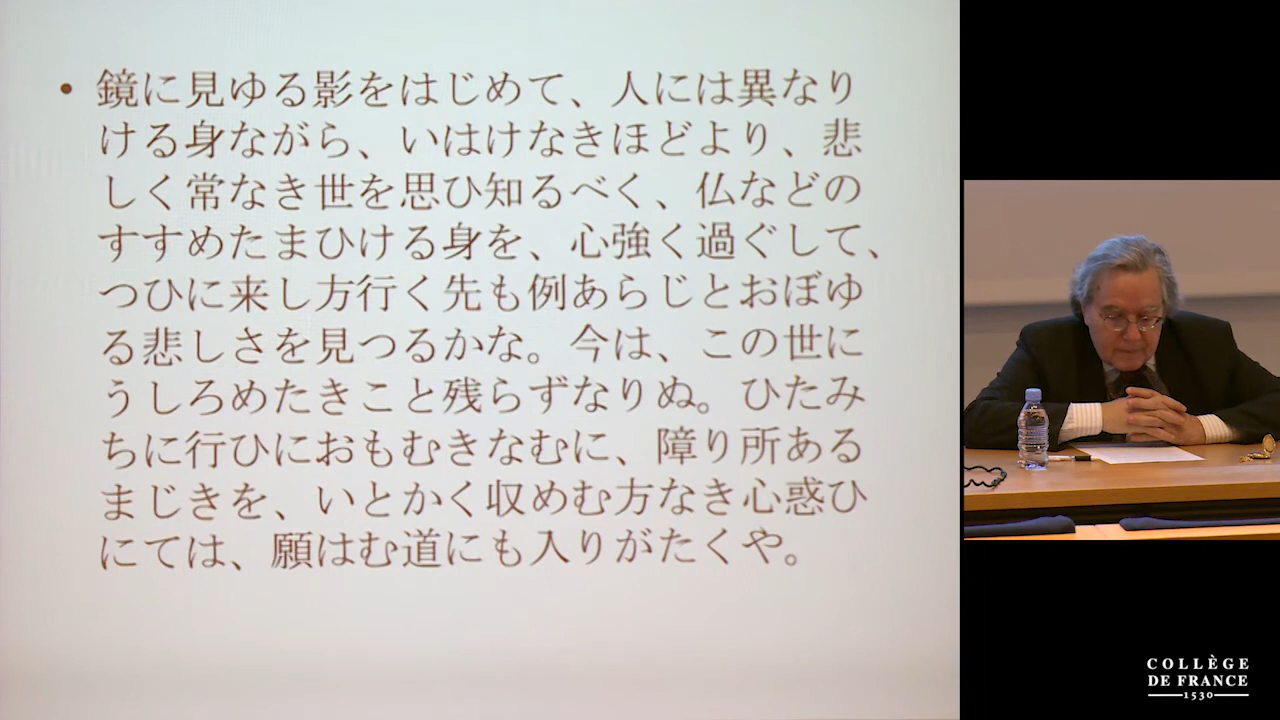 • 鏡に見ゆる影をはじめて、人には異なり
ける身ながら、いはけなきほどより、悲
しく常なき世を思ひ知るべく、仏などの
すすめたまひける身を、心強く過ぐして、
つひに来し方行く先も例あらじとおぼゆ
る悲しさを見つるかな。今は、この世に
うしろめたきこと残らずなりぬ。ひたみ
ちに行ひにおもむきなむに、障り所ある
まじきを、いとかく収めむ方なき心惑ひ
にては、願はむ道にも入りがたくや。
COLLÈGE
DE FRANCE
1530